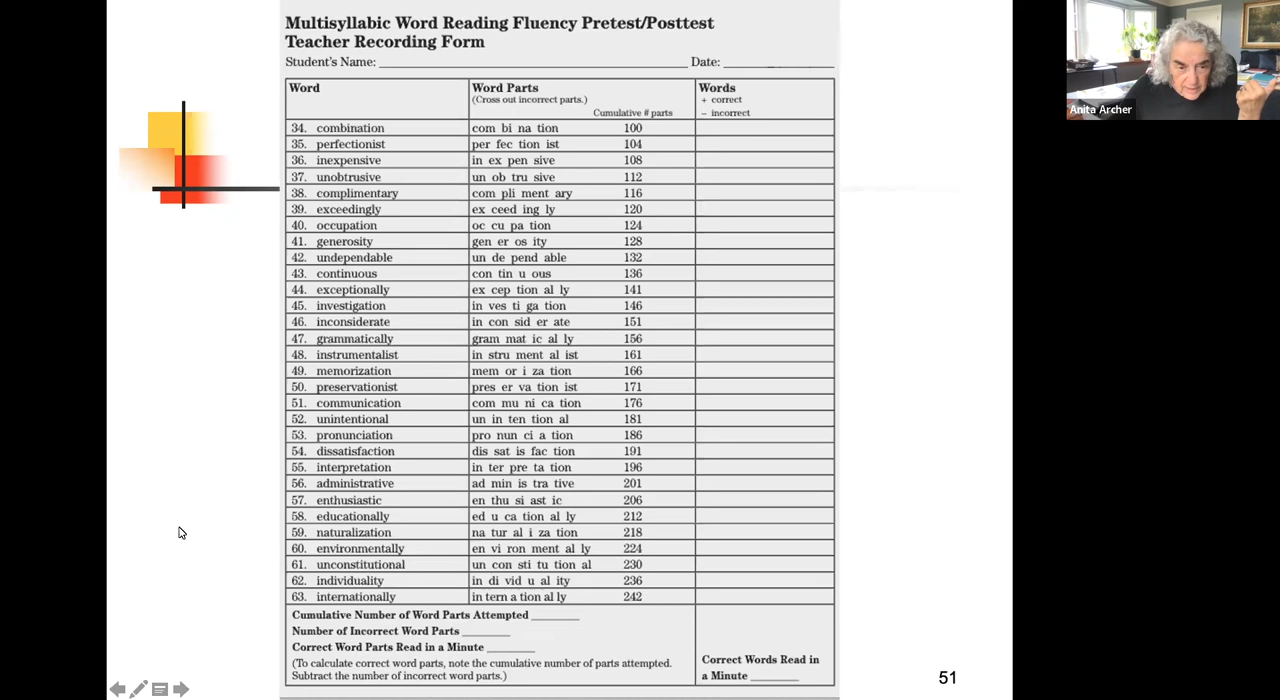 Multisyllabic Word Reading Fluency Pretest/Posttest
Teacher Recording Form
Student's Name: ____ Date: ____
Word Word Parts Words
(Cross out incorrect parts.) + correct
Cumulative # parts – incorrect
34. combination com bi na tion 100
35. perfectionist per fec tion ist 104
36. inexpensive in ex pen sive 108
37. unobtrusive un ob tru sive 112
38. complimentary com pli ment ary 116
39. exceedingly ex ceed ing ly 120
40. occupation oc cu pa tion 124
41. generosity gen er os ity 128
42. undependable un de pend able 132
43. continuous con tin u ous 136
44. exceptionally ex cep tion al ly 141
45. investigation in ves ti ga tion 146
46. inconsiderate in con sid er ate 151
47. grammatically gram mat ic al ly 156
48. instrumentalist in stru ment al ist 161
49. memorization mem or i za tion 166
50. preservationist pres er va tion ist 171
51. communication com mu ni ca tion 176
52. unintentional un in ten tion al 181
53. pronunciation pro nun ci a tion 186
54. dissatisfaction dis sat is fac tion 191
55. interpretation in ter pre ta tion 196
56. administrative ad min is tra tive 201
57. enthusiastic en thu si ast ic 206
58. educationally ed u ca tion al ly 212
59. naturalization na tur al i za tion 218
60. environmentally en vi ron ment al ly 224
61. unconstitutional un con sti tu tion al 230
62. individuality in di vid u al ity 236
63. internationally in tern a tion al ly 242
Cumulative Number of Word Parts Attempted ____
Number of Incorrect Word Parts ____
Correct Word Parts Read in a Minute ____
(To calculate correct word parts, note the cumulative number of parts attempted.
Subtract the number of incorrect word parts.)
Correct Words Read in
a Minute ____
51
Anita Archer